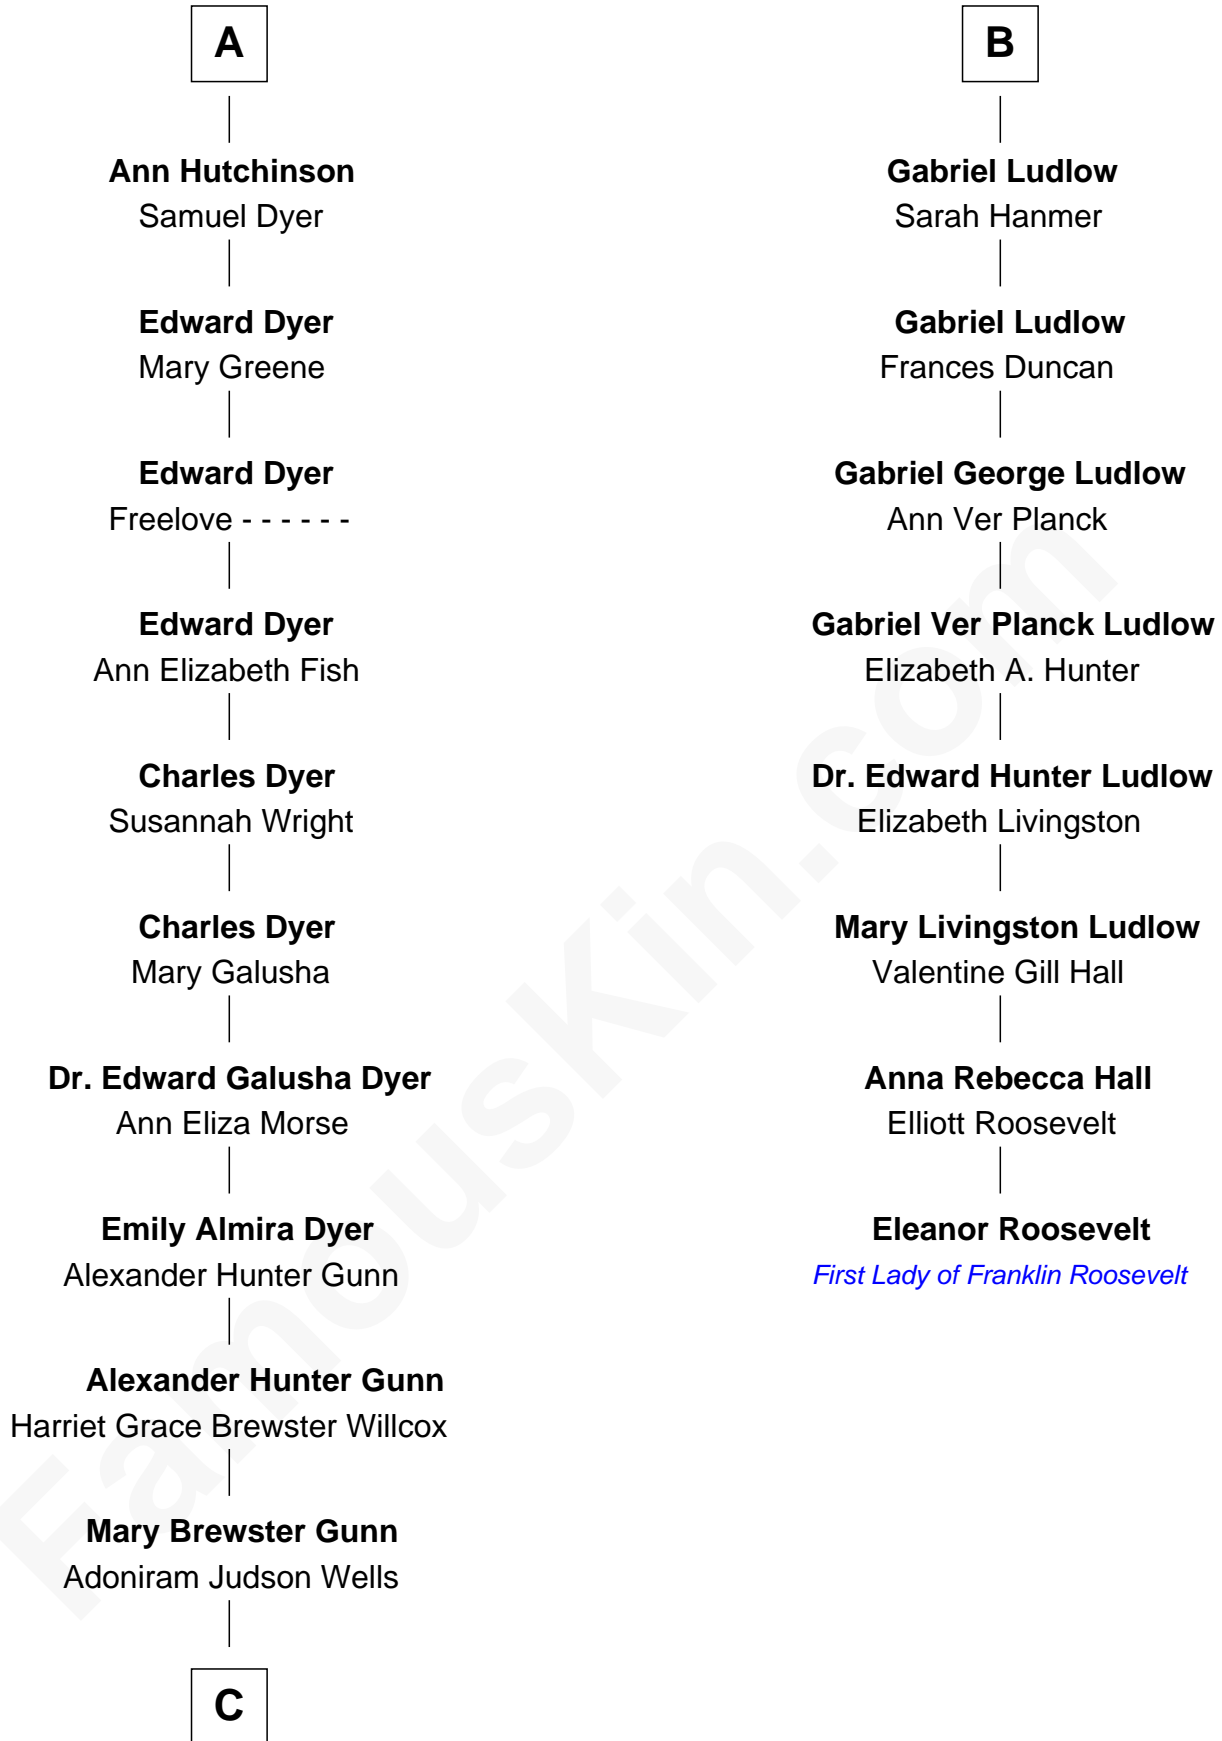 A
Ann Hutchinson
Samuel Dyer
Edward Dyer
Mary Greene
Edward Dyer
Freelove - - - - - -
Edward Dyer
Ann Elizabeth Fish
Charles Dyer
Susannah Wright
Charles Dyer
Mary Galusha
Dr. Edward Galusha Dyer
Ann Eliza Morse
Emily Almira Dyer
Alexander Hunter Gunn
Alexander Hunter Gunn
Harriet Grace Brewster Willcox
Mary Brewster Gunn
Adoniram Judson Wells
C
B
Gabriel Ludlow
Sarah Hanmer
Gabriel Ludlow
Frances Duncan
Gabriel George Ludlow
Ann Ver Planck
Gabriel Ver Planck Ludlow
Elizabeth A. Hunter
Dr. Edward Hunter Ludlow
Elizabeth Livingston
Mary Livingston Ludlow
Valentine Gill Hall
Anna Rebecca Hall
Elliott Roosevelt
Eleanor Roosevelt
First Lady of Franklin Roosevelt
FamousKin.com